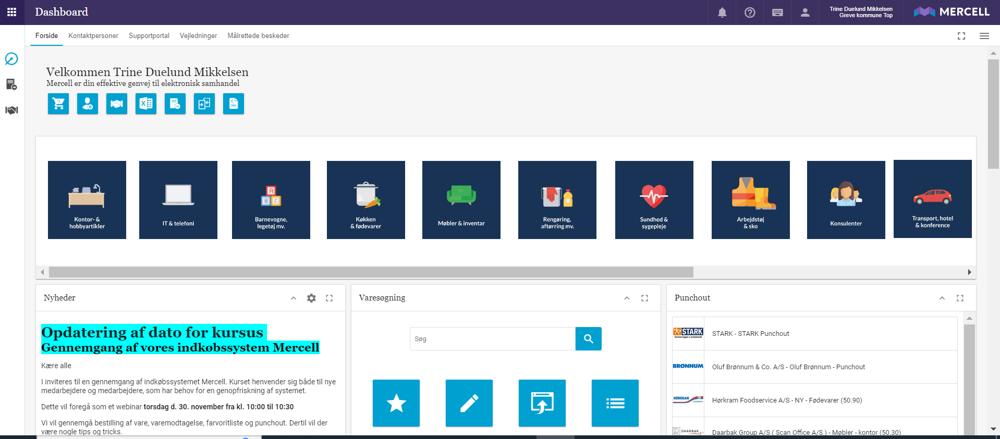 Dashboard
Trine Duelund Mikkelsen
Greve kommune Top
MERCELL
Forside
Kontaktpersoner
Supportportal
Vejledninger
Målrettede beskeder
Velkommen Trine Duelund Mikkelsen
Mercell er din effektive genvej til elektronisk samhandel
Kontor- &
hobbyartikler
IT & telefoni
A
B C
Barnevogne,
legetøj mv.
Køkken
& fødevarer
Møbler & inventar
Rengøring,
aftørring mv.
Sundhed &
sygepleje
Arbejdstøj
& sko
Konsulenter
Transport, hotel
& konference
Nyheder
Opdatering af dato for kursus
Gennemgang af vores indkøbssystem Mercell
Kære alle
I inviteres til en gennemgang af indkøbssystemet Mercell. Kurset henvender sig både til nye
medarbejdere og medarbejdere, som har behov for en genopfriskning af systemet.
Dette vil foregå som et webinar torsdag d. 30. november fra kl. 10:00 til 10:30
Vi vil gennemgå bestilling af vare, varemodtagelse, farvoritliste og punchout. Dertil vil der
være nogle tips og tricks.
Varesøgning
Søg
Punchout
STARK
STARK - STARK Punchout
BRØNNUM
Oluf Brønnum & Co. A/S - Oluf Brønnum - Punchout
HØRKRAM
Hørkram Foodservice A/S - NY - Fødevarer (50.90)
DAARBAK
Daarbak Group A/S ( Scan Office A/S ) - Møbler - kontor (50.30)